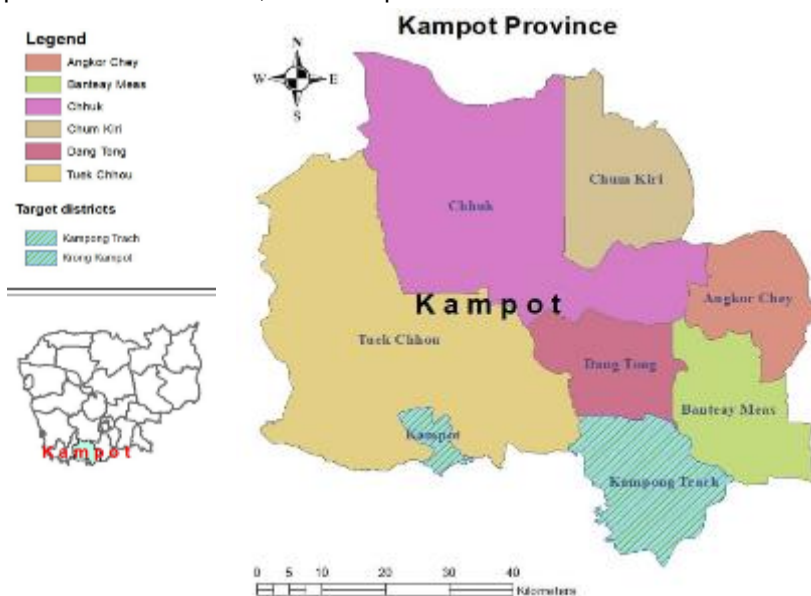 Kampot Province
Legend
Angkor Chey
Banteay Meas
Chhuk
Chum Kiri
Dang Tong
Tuek Chhou
Target districts
Kampong Trach
Krong Kampot
N
W E
S
Chum Kiri
Chhuk
Angkor Chey
Kampot
Tuek Chhou
Dang Tong
Banteay Meas
Kampot
Kampong Trach
Kampot
0 5 10 20 30 40
Kilometers